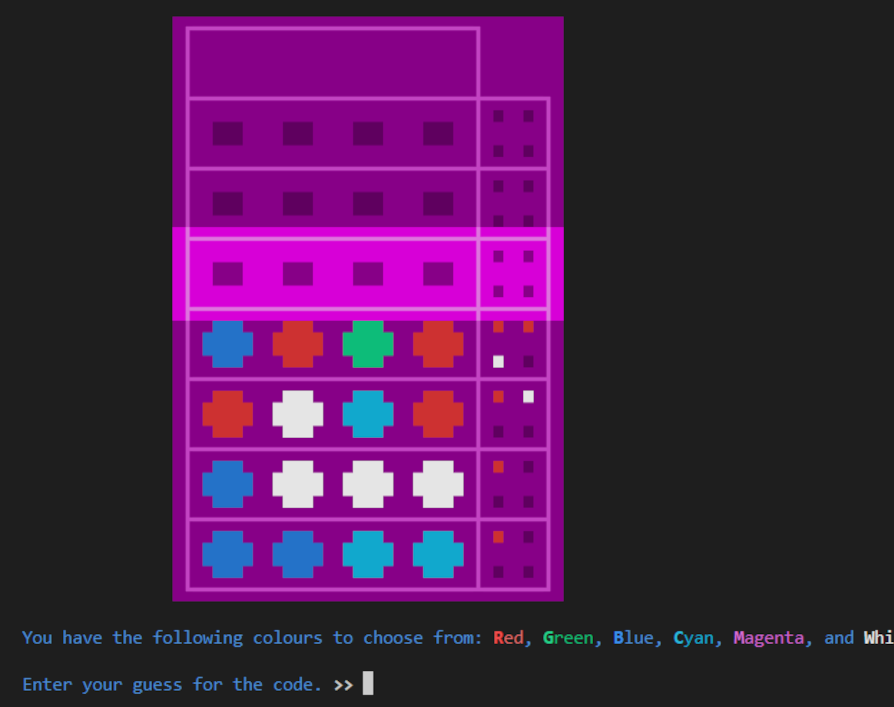 You have the following colours to choose from: Red, Green, Blue, Cyan, Magenta, and Whi
Enter your guess for the code. >>